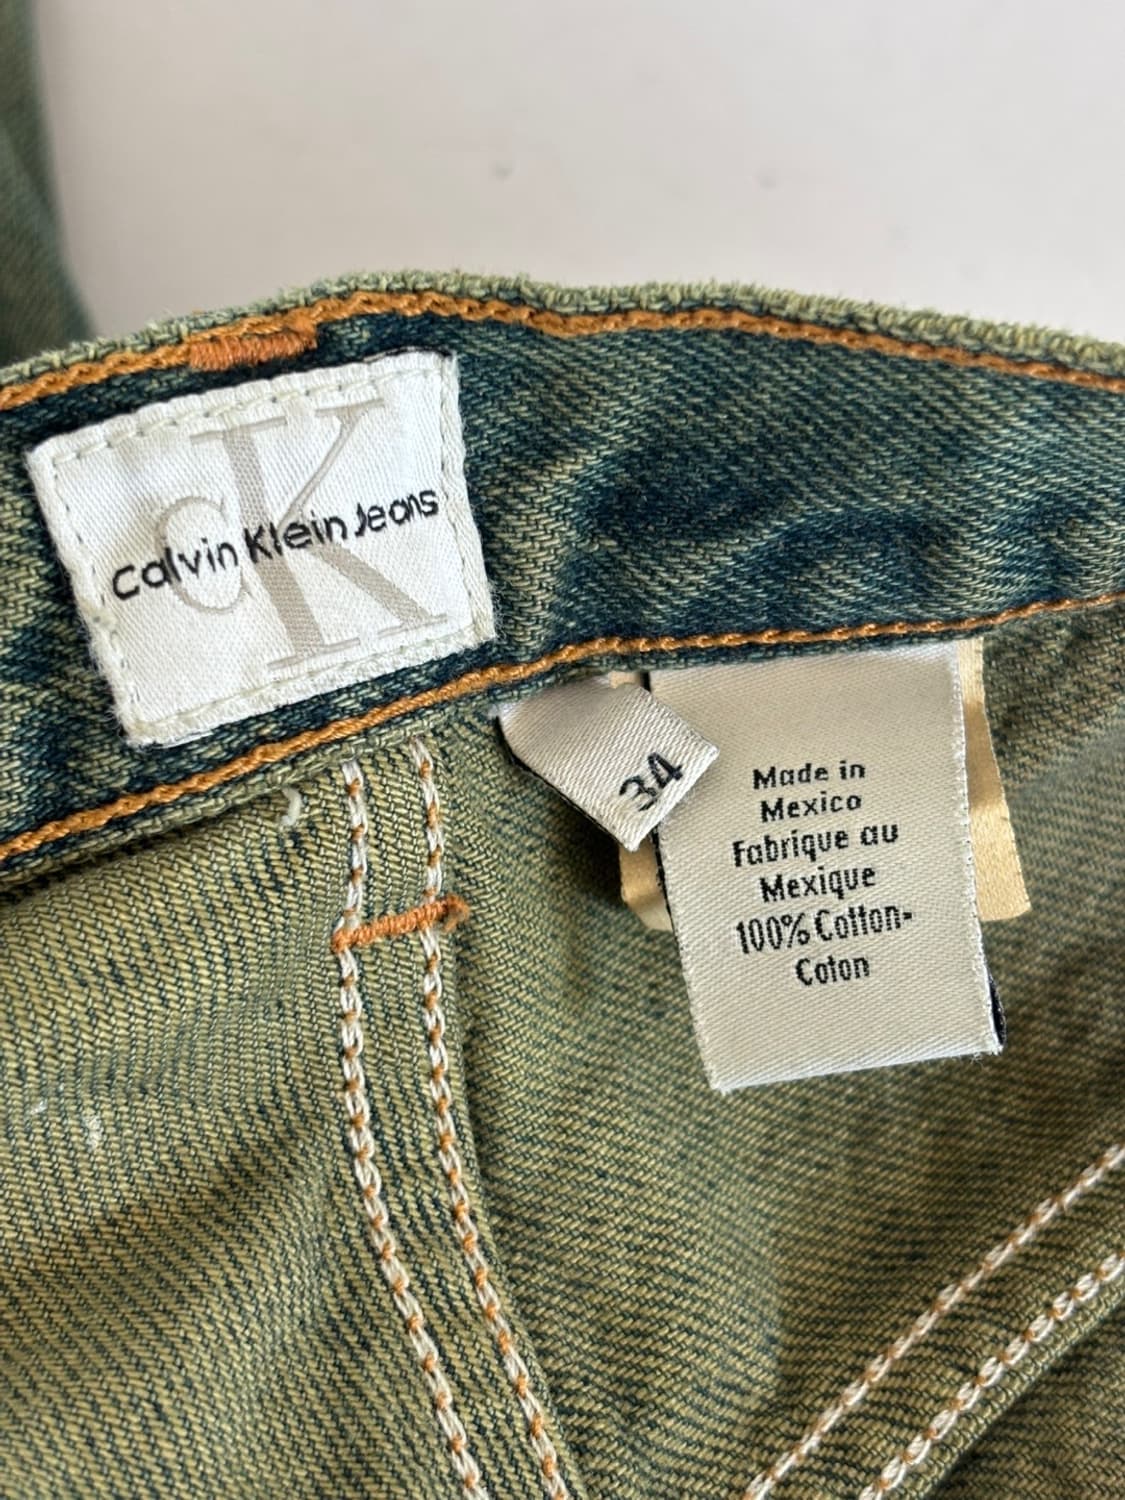 CK
Calvin Klein Jeans
34
Made in
Mexico
Fabrique au
Mexique
100% Cotton-
Coton